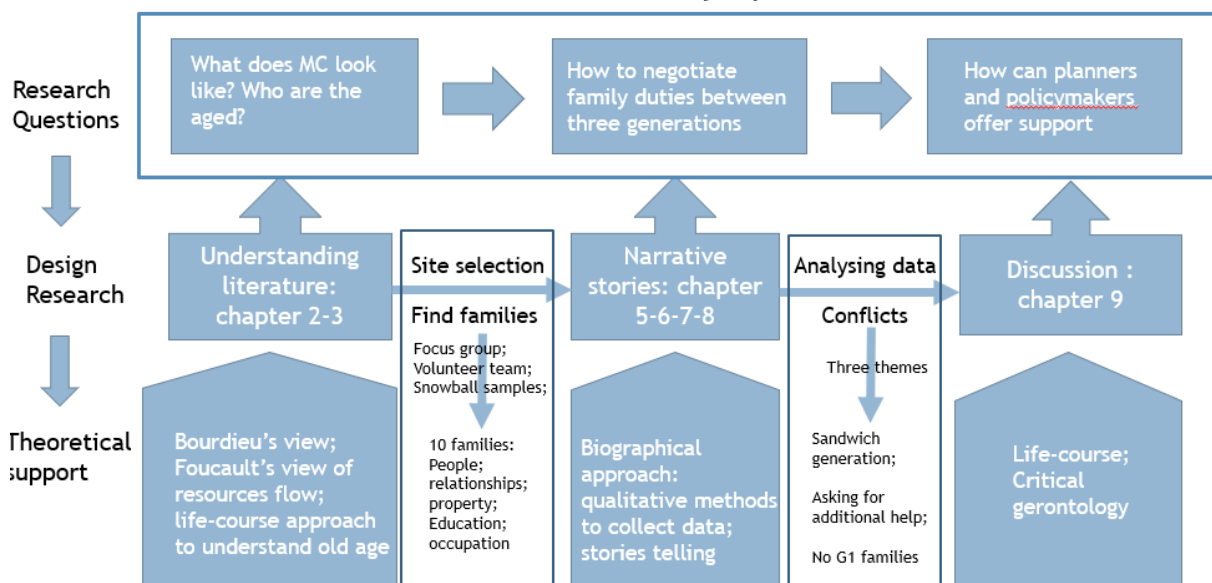 Research
Questions
What does MC look
like? Who are the
aged?
How to negotiate
family duties between
three generations
How can planners
and policymakers
offer support
Design
Research
Understanding
literature:
chapter 2-3
Site selection
Find families
Focus group;
Volunteer team;
Snowball samples;
10 families:
People;
relationships;
property;
Education;
occupation
Narrative
stories: chapter
5-6-7-8
Analysing data
Conflicts
Three themes
Sandwich
generation;
Asking for
additional help;
No G1 families
Discussion :
chapter 9
Theoretical
support
Bourdieu's view;
Foucault's view of
resources flow;
life-course approach
to understand old age
Biographical
approach:
qualitative methods
to collect data;
stories telling
Life-course;
Critical
gerontology